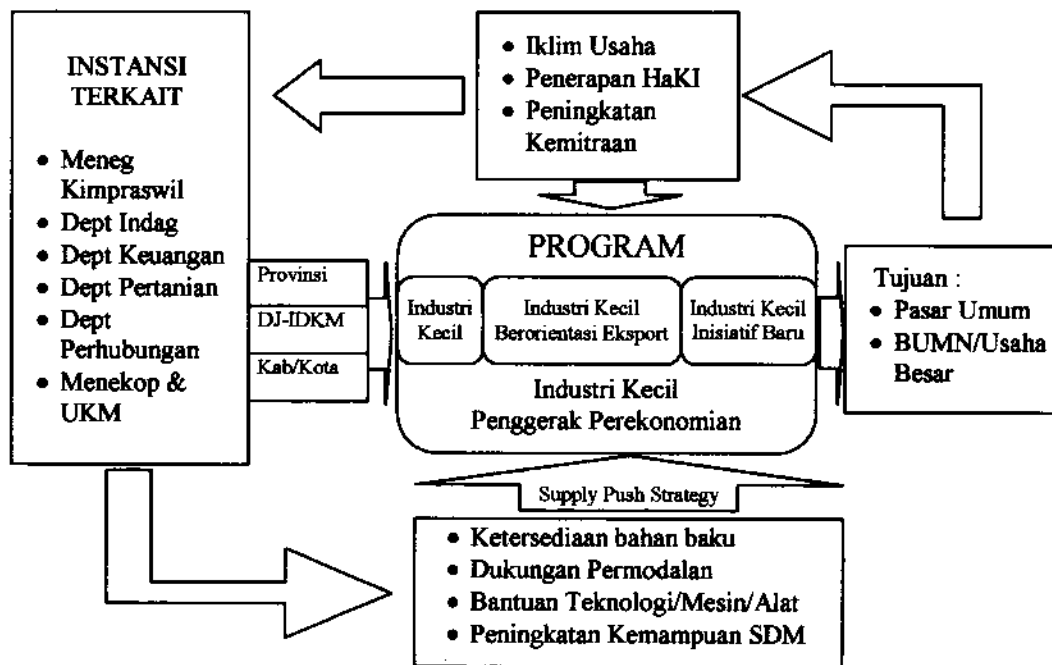 INSTANSI
TERKAIT
• Meneg
Kimpraswil
• Dept Indag
• Dept Keuangan
• Dept Pertanian
• Dept
Perhubungan
• Menekop &
UKM
• Iklim Usaha
• Penerapan HaKI
• Peningkatan
Kemitraan
Provinsi
DJ-IDKM
Kab/Kota
PROGRAM
Industri
Kecil
Industri Kecil
Berorientasi Eksport
Industri Kecil
Inisiatif Baru
Industri Kecil
Penggerak Perekonomian
Tujuan :
• Pasar Umum
• BUMN/Usaha
Besar
Supply Push Strategy
• Ketersediaan bahan baku
• Dukungan Permodalan
• Bantuan Teknologi/Mesin/Alat
• Peningkatan Kemampuan SDM